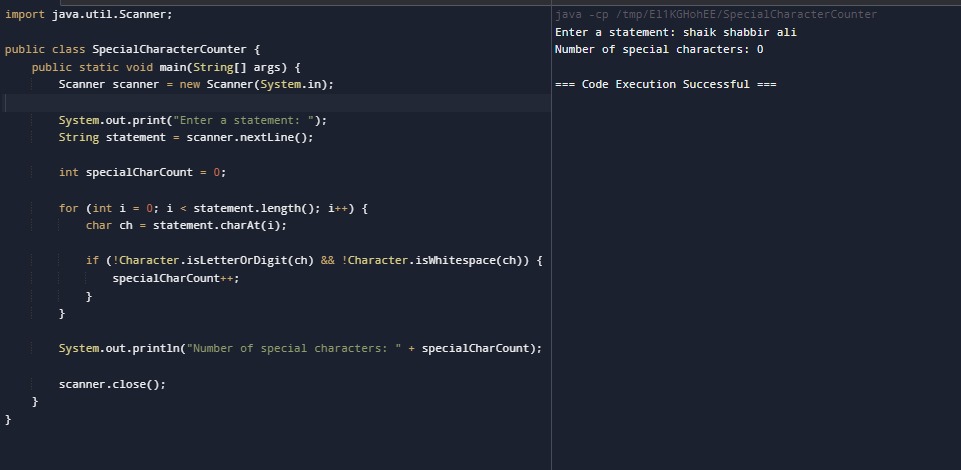 import java.util.Scanner;
public class SpecialCharacterCounter {
public static void main(String[] args) {
Scanner scanner = new Scanner(System.in);
System.out.print("Enter a statement: ");
String statement = scanner.nextLine();
int specialCharCount = 0;
for (int i = 0; i < statement.length(); i++) {
char ch = statement.charAt(i);
if (!Character.isLetterOrDigit(ch) && !Character.isWhitespace(ch)) {
specialCharCount++;
}
}
System.out.println("Number of special characters: " + specialCharCount);
scanner.close();
}
}
java -cp /tmp/El1KGHohEE/SpecialCharacterCounter
Enter a statement: shaik shabbir ali
Number of special characters: 0
=== Code Execution Successful ===